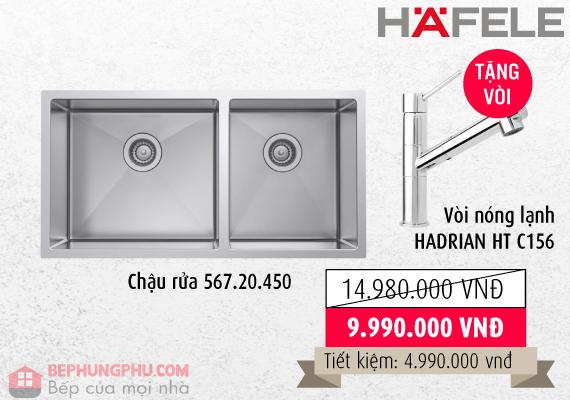 HÄFELE
TẶNG
VÒI
Vòi nóng lạnh
HADRIAN HT C156
Chậu rửa 567.20.450
14.980.000 VNĐ
9.990.000 VNĐ
Tiết kiệm: 4.990.000 vnđ
BEPHUNGPHU.COM
Bếp của mọi nhà